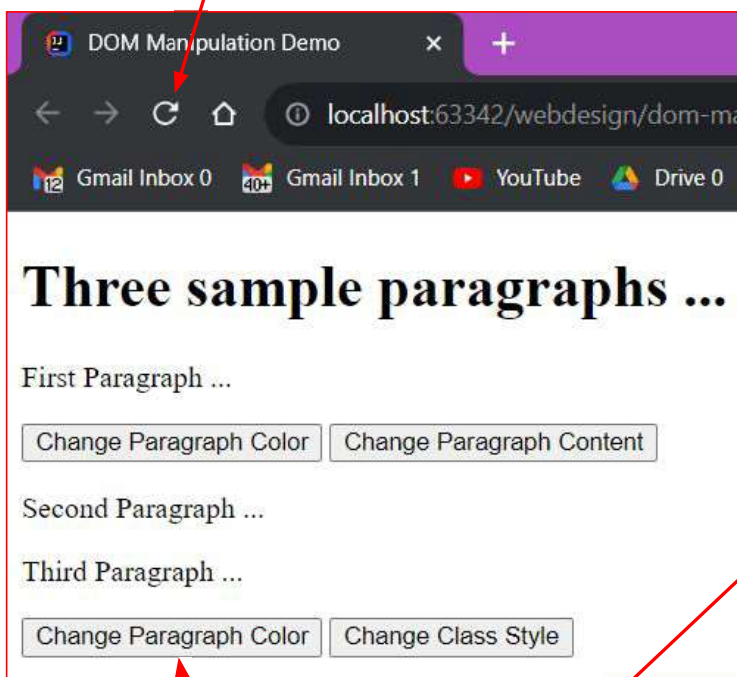 DOM Manipulation Demo
localhost:63342/webdesign/dom-ma
12 Gmail Inbox 0 40+ Gmail Inbox 1 YouTube Drive 0
Three sample paragraphs ...
First Paragraph ...
Change Paragraph Color Change Paragraph Content
Second Paragraph ...
Third Paragraph ...
Change Paragraph Color Change Class Style